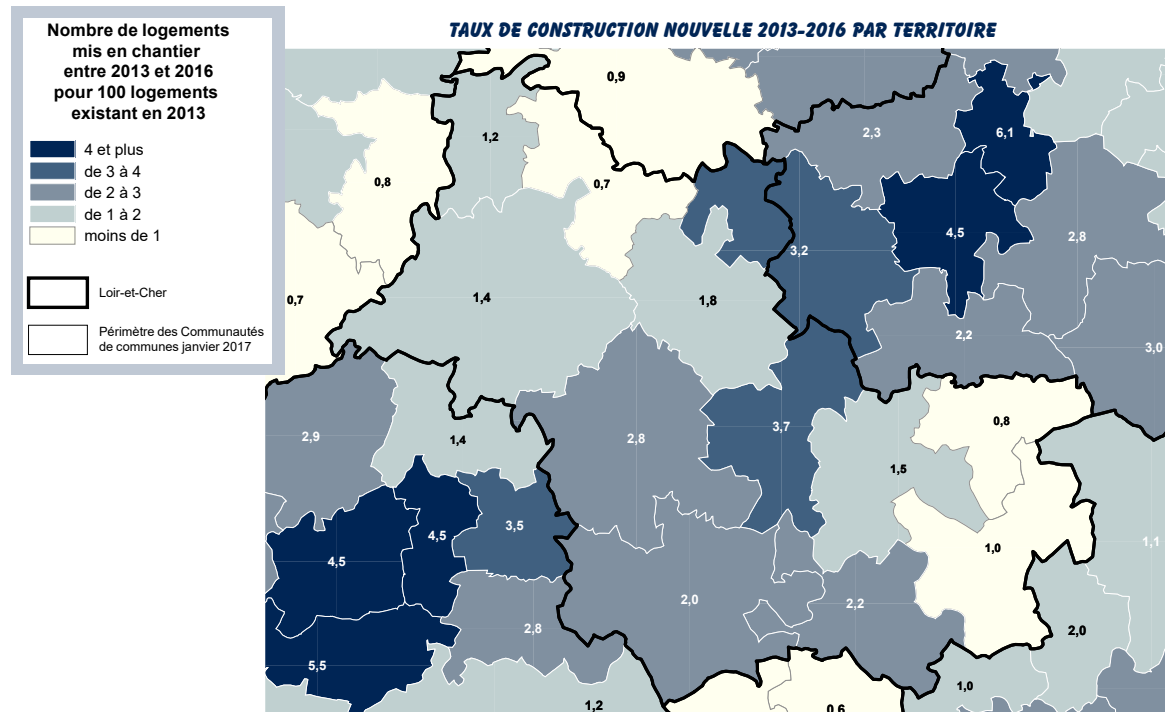 TAUX DE CONSTRUCTION NOUVELLE 2013-2016 PAR TERRITOIRE
Nombre de logements
mis en chantier
entre 2013 et 2016
pour 100 logements
existant en 2013
4 et plus
de 3 à 4
de 2 à 3
de 1 à 2
moins de 1
Loir-et-Cher
Périmètre des Communautés
de communes janvier 2017
0,9
1,2
2,3
6,1
0,8
0,7
4,5
2,8
3,2
0,7
1,4
1,8
2,2
3,0
2,9
1,4
2,8
3,7
0,8
1,5
3,5
4,5
4,5
1,0
1,1
2,0
2,2
2,8
2,0
5,5
1,0
1,2
0,6